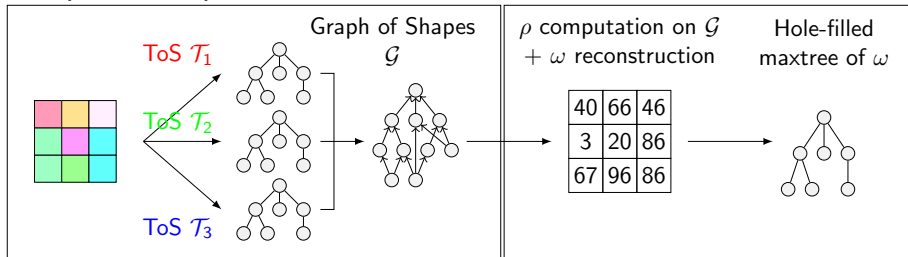 Graph of Shapes
𝒢
ρ computation on 𝒢
+ ω reconstruction
Hole-filled
maxtree of ω
ToS 𝒯1
ToS 𝒯2
ToS 𝒯3
40 66 46
3 20 86
67 96 86